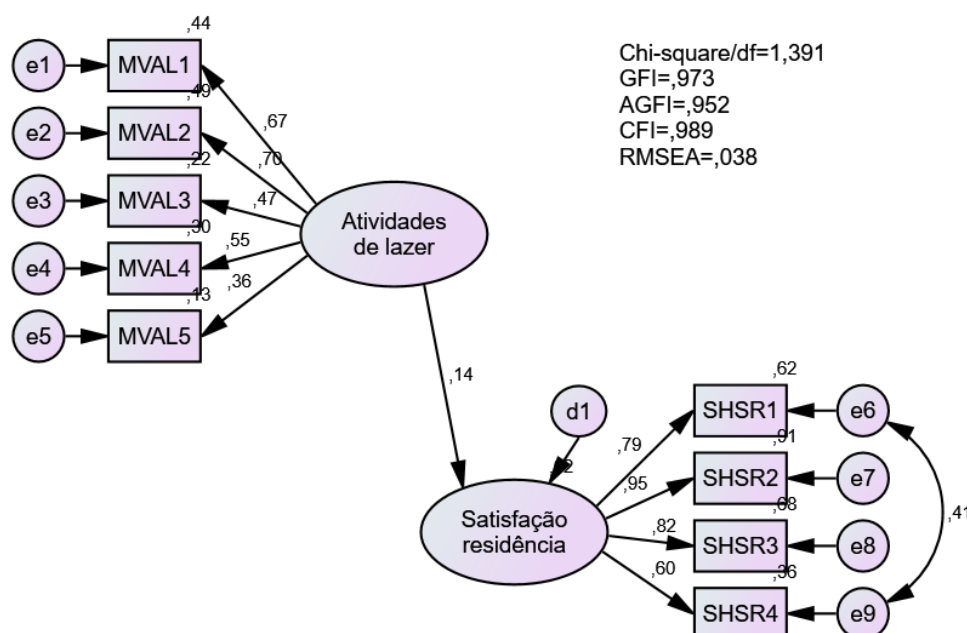 ,44
e1
MVAL1
,49
e2
MVAL2
,22
e3
MVAL3
,30
e4
MVAL4
,13
e5
MVAL5
,67
,70
,47
,55
,36
Atividades
de lazer
Chi-square/df=1,391
GFI=,973
AGFI=,952
CFI=,989
RMSEA=,038
,14
d1
Satisfação
residência
,79
,95
,82
,60
,62
SHSR1
e6
,91
SHSR2
e7
,68
SHSR3
e8
,36
SHSR4
e9
,41